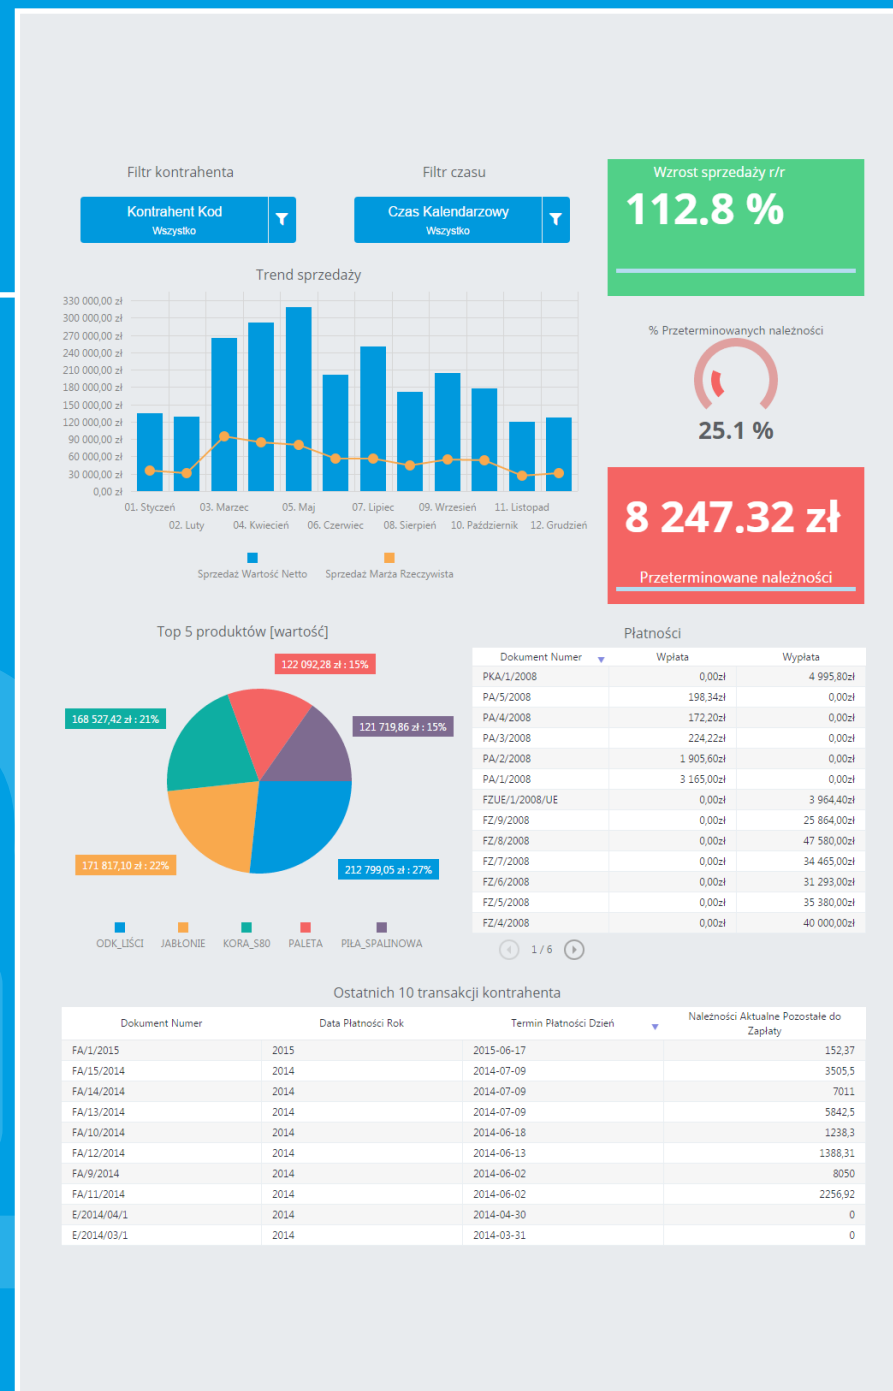 Filtr kontrahenta
Filtr czasu
Kontrahent Kod
Wszystko
Czas Kalendarzowy
Wszystko
Wzrost sprzedaży r/r
112.8 %
Trend sprzedaży
330 000,00 zł
300 000,00 zł
270 000,00 zł
240 000,00 zł
210 000,00 zł
180 000,00 zł
150 000,00 zł
120 000,00 zł
90 000,00 zł
60 000,00 zł
30 000,00 zł
0,00 zł
01. Styczeń 03. Marzec 05. Maj 07. Lipiec 09. Wrzesień 11. Listopad
02. Luty 04. Kwiecień 06. Czerwiec 08. Sierpień 10. Październik 12. Grudzień
Sprzedaż Wartość Netto Sprzedaż Marża Rzeczywista
% Przeterminowanych należności
25.1 %
8 247.32 zł
Przeterminowane należności
Top 5 produktów [wartość]
122 092,28 zł : 15%
168 527,42 zł : 21%
121 719,86 zł : 15%
171 817,10 zł : 22%
212 799,05 zł : 27%
ODK_LIŚCI JABŁONIE KORA_S80 PALETA PIŁA_SPALINOWA
Płatności
Dokument Numer Wpłata Wypłata
PKA/1/2008 0,00zł 4 995,80zł
PA/5/2008 198,34zł 0,00zł
PA/4/2008 172,20zł 0,00zł
PA/3/2008 224,22zł 0,00zł
PA/2/2008 1 905,60zł 0,00zł
PA/1/2008 3 165,00zł 0,00zł
FZUE/1/2008/UE 0,00zł 3 964,40zł
FZ/9/2008 0,00zł 25 864,00zł
FZ/8/2008 0,00zł 47 580,00zł
FZ/7/2008 0,00zł 34 465,00zł
FZ/6/2008 0,00zł 31 293,00zł
FZ/5/2008 0,00zł 35 380,00zł
FZ/4/2008 0,00zł 40 000,00zł
1 / 6
Ostatnich 10 transakcji kontrahenta
Dokument Numer Data Płatności Rok Termin Płatności Dzień Należności Aktualne Pozostałe do
Zapłaty
FA/1/2015 2015 2015-06-17 152,37
FA/15/2014 2014 2014-07-09 3505,5
FA/14/2014 2014 2014-07-09 7011
FA/13/2014 2014 2014-07-09 5842,5
FA/10/2014 2014 2014-06-18 1238,3
FA/12/2014 2014 2014-06-13 1388,31
FA/9/2014 2014 2014-06-02 8050
FA/11/2014 2014 2014-06-02 2256,92
E/2014/04/1 2014 2014-04-30 0
E/2014/03/1 2014 2014-03-31 0